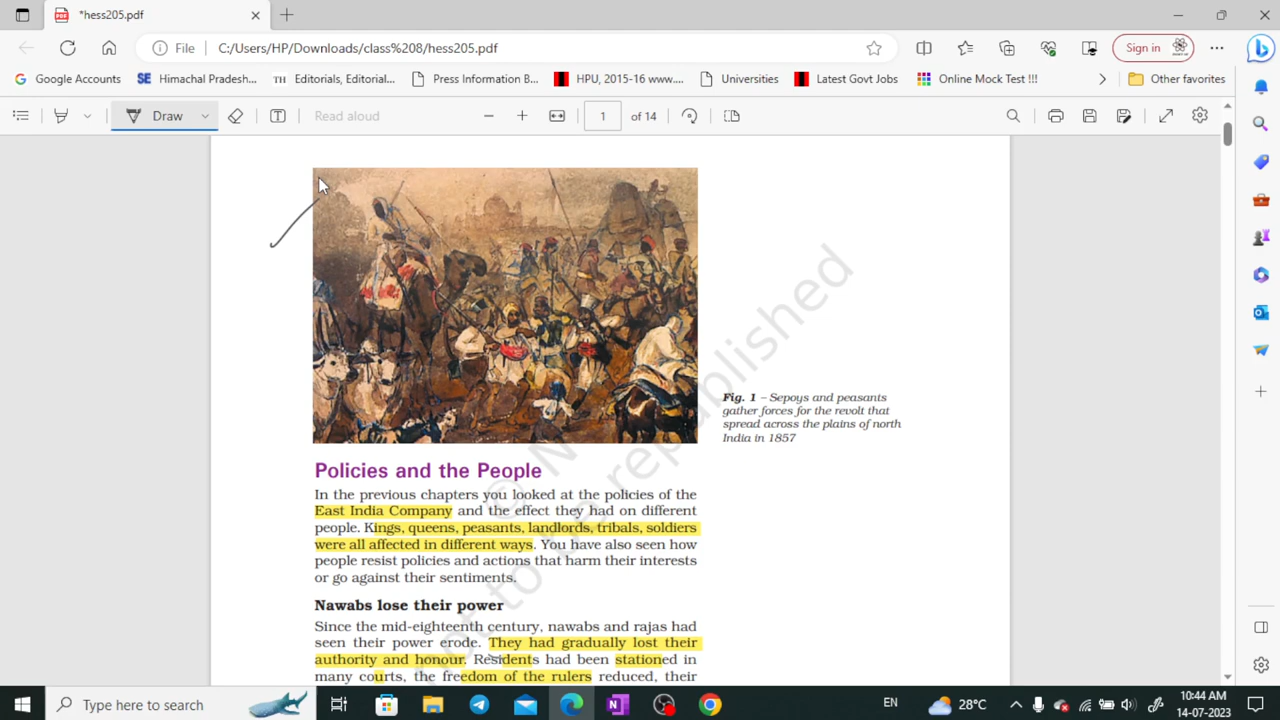 *hess205.pdf
File
C:/Users/HP/Downloads/class%208/hess205.pdf
Sign in
Google Accounts
SE Himachal Pradesh...
TH Editorials, Editorial...
Press Information B...
HPU, 2015-16 www....
Universities
Latest Govt Jobs
Online Mock Test !!!
Other favorites
Draw
Read aloud
1 of 14
Fig. 1 – Sepoys and peasants
gather forces for the revolt that
spread across the plains of north
India in 1857
Policies and the People
In the previous chapters you looked at the policies of the
East India Company and the effect they had on different
people. Kings, queens, peasants, landlords, tribals, soldiers
were all affected in different ways. You have also seen how
people resist policies and actions that harm their interests
or go against their sentiments.
Nawabs lose their power
Since the mid-eighteenth century, nawabs and rajas had
seen their power erode. They had gradually lost their
authority and honour. Residents had been stationed in
many courts, the freedom of the rulers reduced, their
© N
not to be republished
Type here to search
EN
28°C
10:44 AM
14-07-2023